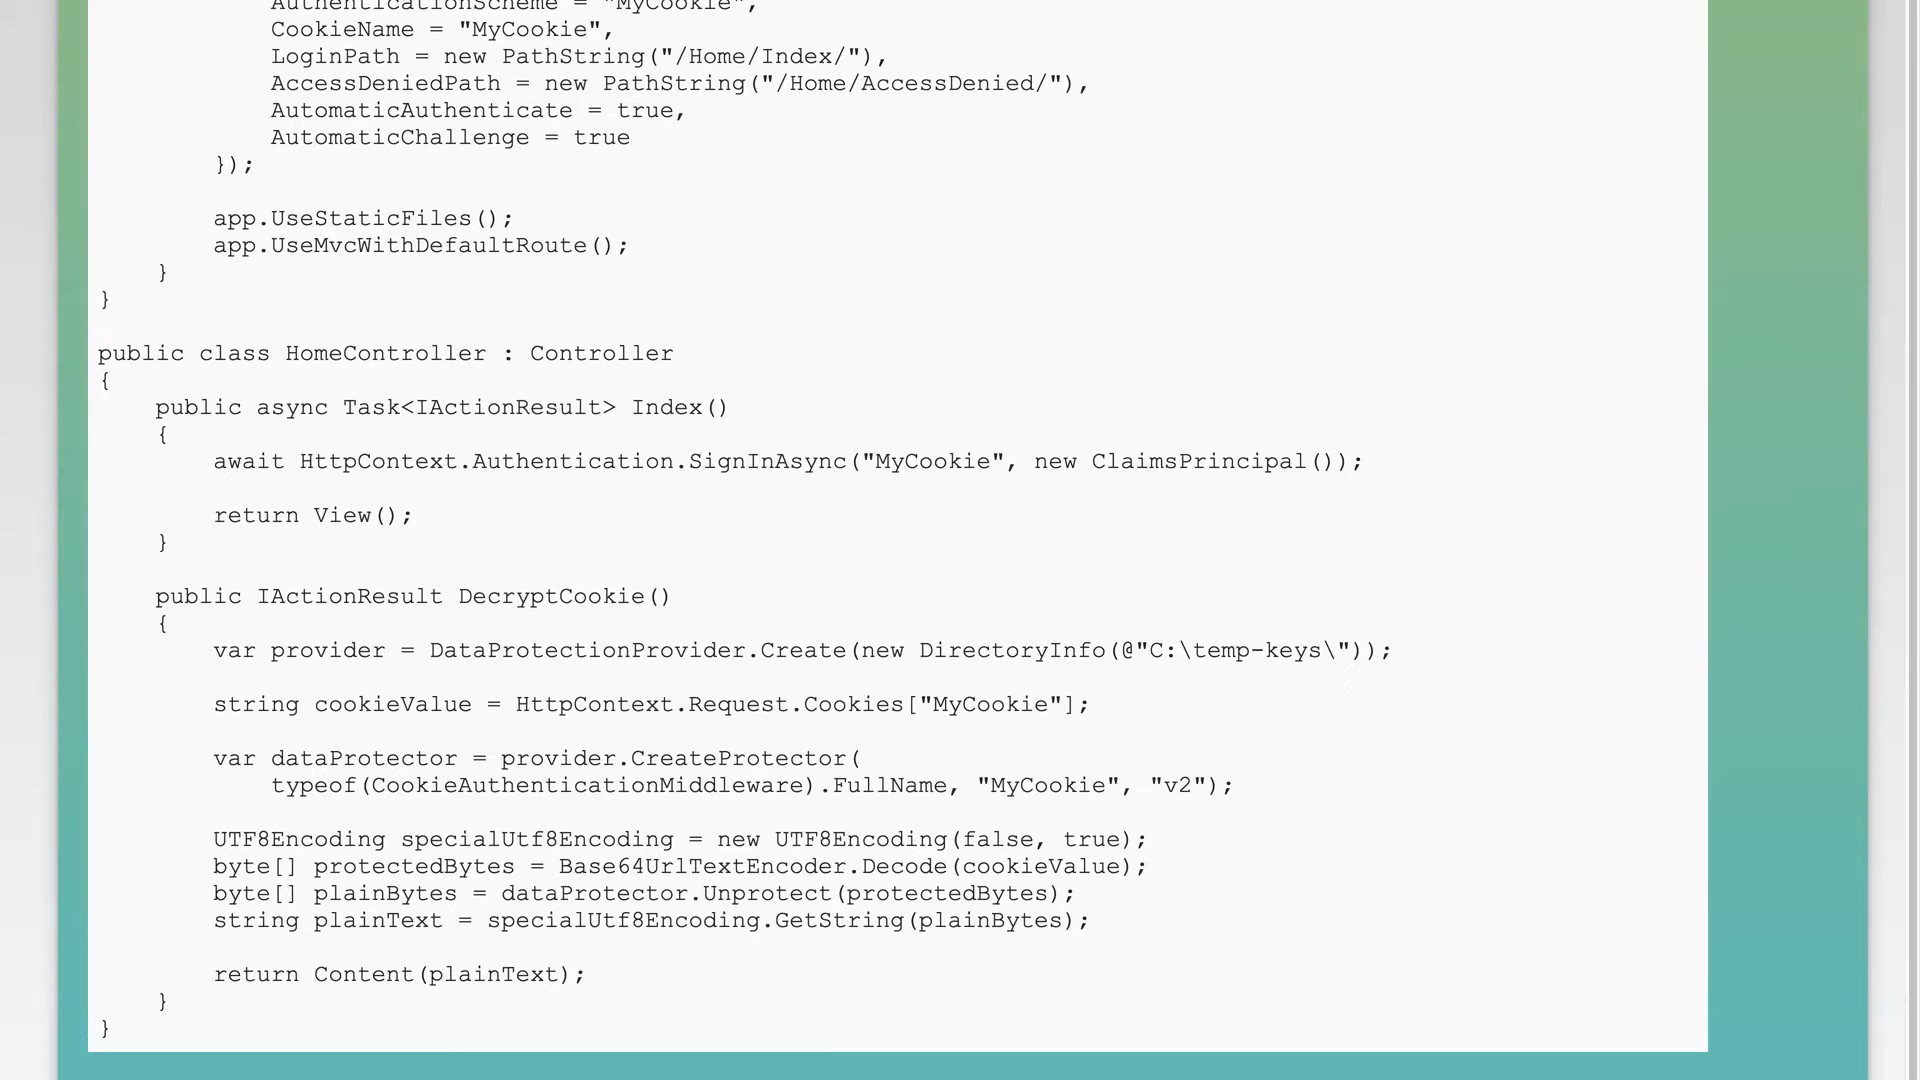 AuthenticationScheme = "MyCookie",
CookieName = "MyCookie",
LoginPath = new PathString("/Home/Index/"),
AccessDeniedPath = new PathString("/Home/AccessDenied/"),
AutomaticAuthenticate = true,
AutomaticChallenge = true
});
app.UseStaticFiles();
app.UseMvcWithDefaultRoute();
}
}
public class HomeController : Controller
{
public async Task<IActionResult> Index()
{
await HttpContext.Authentication.SignInAsync("MyCookie", new ClaimsPrincipal());
return View();
}
public IActionResult DecryptCookie()
{
var provider = DataProtectionProvider.Create(new DirectoryInfo(@"C:\temp-keys\"));
string cookieValue = HttpContext.Request.Cookies["MyCookie"];
var dataProtector = provider.CreateProtector(
typeof(CookieAuthenticationMiddleware).FullName, "MyCookie", "v2");
UTF8Encoding specialUtf8Encoding = new UTF8Encoding(false, true);
byte[] protectedBytes = Base64UrlTextEncoder.Decode(cookieValue);
byte[] plainBytes = dataProtector.Unprotect(protectedBytes);
string plainText = specialUtf8Encoding.GetString(plainBytes);
return Content(plainText);
}
}